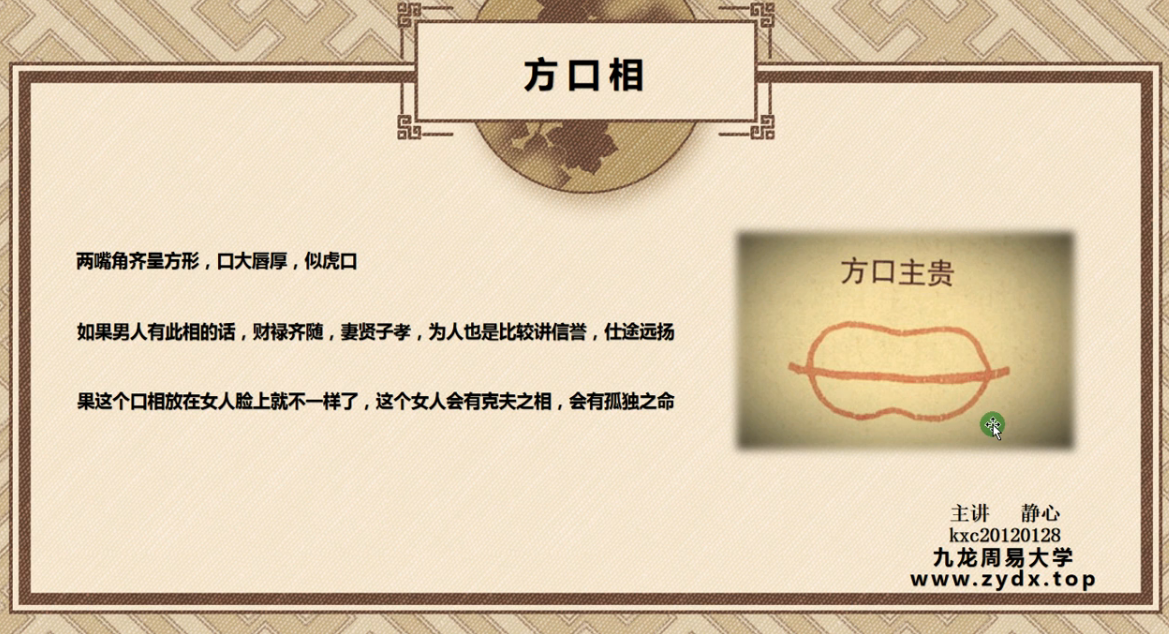 方口相
两嘴角齐量方形，口大唇厚，似虎口
如果男人有此相的话，财禄齐随，妻贤子孝，为人也是比较讲信誉，仕途远扬
果这个口相放在女人脸上就不一样了，这个女人会有克夫之相，会有孤独之命
方口主贵
主讲 静心
kxc20120128
九龙周易大学
www.zydx.top